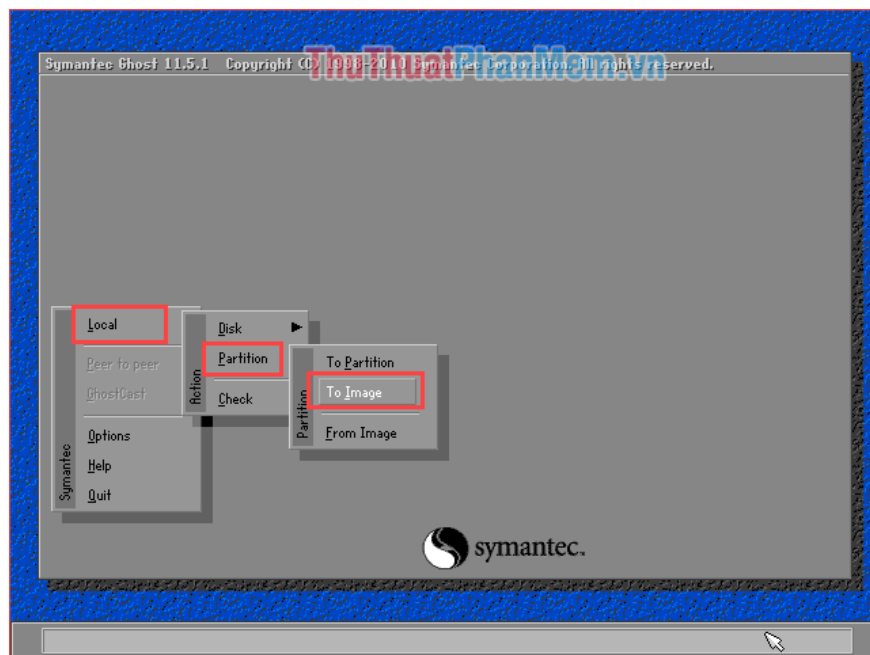 ThuThuatPhanMem.vn
Symantec Ghost 11.5.1 Copyright (C) 1998-2010 Symantec Corporation. All rights reserved.
Local
Peer to peer
GhostCast
Options
Help
Quit
Symantec
Disk
Partition
Check
Action
To Partition
To Image
From Image
Partition
symantec.